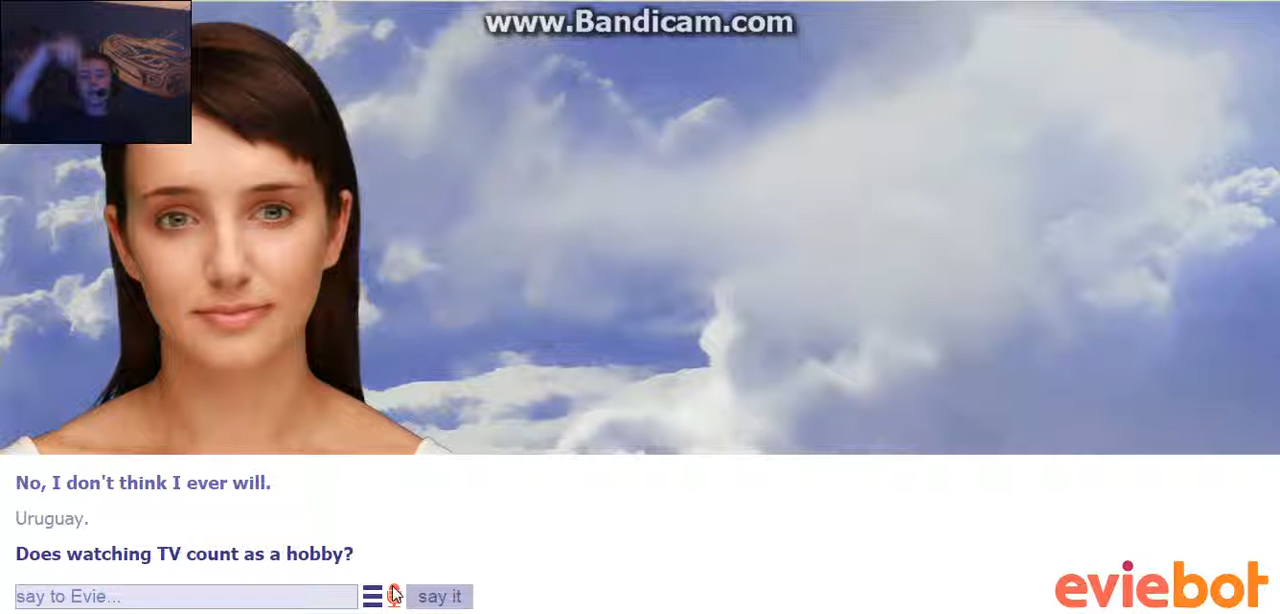 www.Bandicam.com
No, I don't think I ever will.
Uruguay.
Does watching TV count as a hobby?
say to Evie...
say it
eviebot